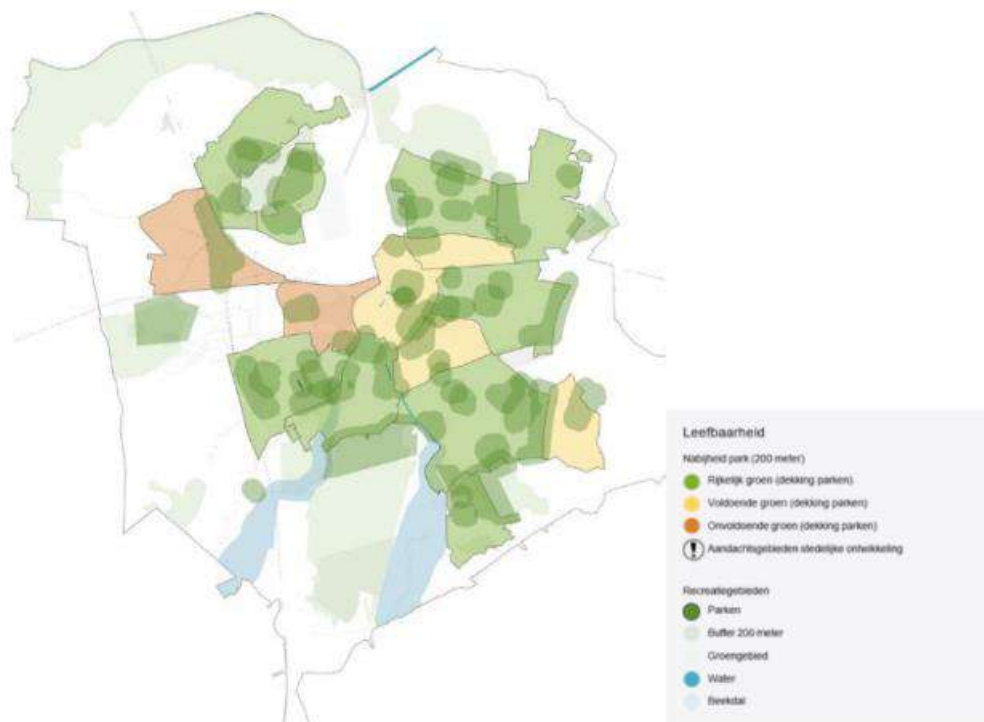 Leefbaarheid
Nabijheid park (200 meter)
Rijkelijk groen (dekking parken)
Voldoende groen (dekking parken)
Onvoldoende groen (dekking parken)
Aandachtsgebieden stedelijke ontwikkeling
Recreatiegebieden
Parken
Buffer 200 meter
Groengebied
Water
Beekdal